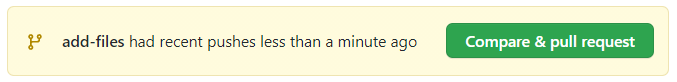 add-files had recent pushes less than a minute ago Compare & pull request